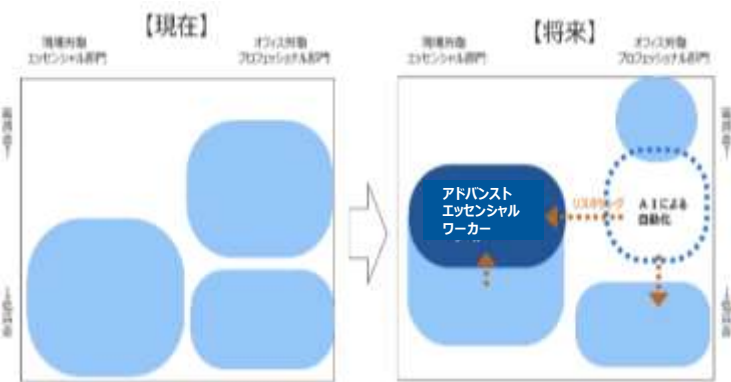 【現在】
現場労働
エッセンシャル部門
オフィス労働
プロフェッショナル部門
【将来】
現場労働
エッセンシャル部門
オフィス労働
プロフェッショナル部門
アドバンスト
エッセンシャル
ワーカー
リスキリング
AIによる
自動化